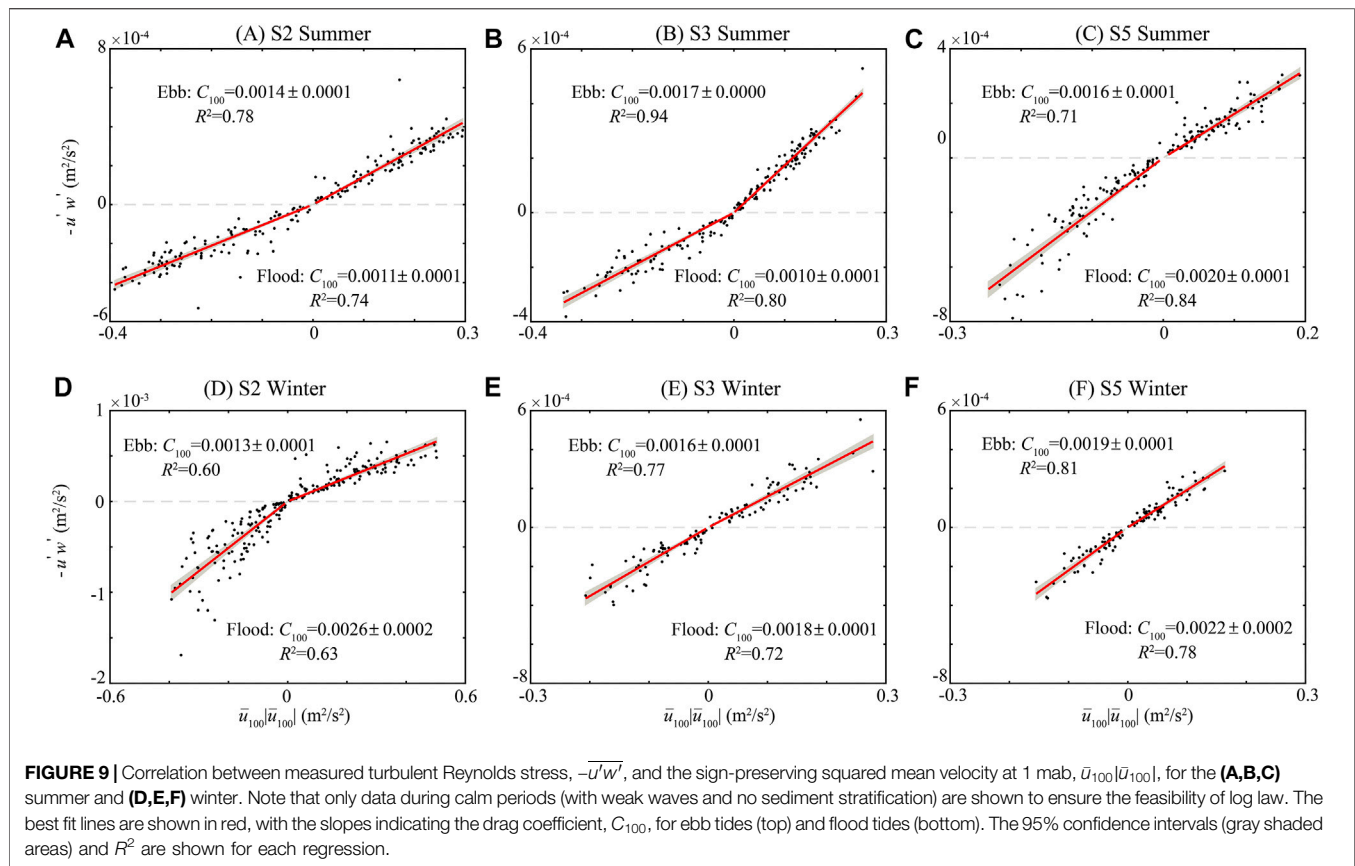 A
(A) S2 Summer
8 ×10⁻⁴
Ebb: C₁₀₀=0.0014± 0.0001
R²=0.78
0
-u'w' (m²/s²)
Flood: C₁₀₀=0.0011± 0.0001
R²=0.74
-6
-0.4 0 0.3
B
(B) S3 Summer
6 ×10⁻⁴
Ebb: C₁₀₀=0.0017± 0.0000
R²=0.94
0
Flood: C₁₀₀=0.0010± 0.0001
R²=0.80
-4
-0.4 0 0.3
C
(C) S5 Summer
4 ×10⁻⁴
Ebb: C₁₀₀=0.0016± 0.0001
R²=0.71
0
Flood: C₁₀₀=0.0020± 0.0001
R²=0.84
-8
-0.3 0 0.2
D
(D) S2 Winter
1 ×10⁻³
Ebb: C₁₀₀=0.0013± 0.0001
R²=0.60
0
-u'w' (m²/s²)
-1
Flood: C₁₀₀=0.0026± 0.0002
R²=0.63
-2
-0.6 0 0.6
ū₁₀₀|ū₁₀₀| (m²/s²)
E
(E) S3 Winter
6 ×10⁻⁴
Ebb: C₁₀₀=0.0016± 0.0001
R²=0.77
0
Flood: C₁₀₀=0.0018± 0.0001
R²=0.72
-8
-0.3 0 0.3
ū₁₀₀|ū₁₀₀| (m²/s²)
F
(F) S5 Winter
6 ×10⁻⁴
Ebb: C₁₀₀=0.0019± 0.0001
R²=0.81
0
Flood: C₁₀₀=0.0022± 0.0002
R²=0.78
-8
-0.3 0 0.3
ū₁₀₀|ū₁₀₀| (m²/s²)
FIGURE 9 | Correlation between measured turbulent Reynolds stress, −u'w', and the sign-preserving squared mean velocity at 1 mab, ū₁₀₀|ū₁₀₀|, for the (A,B,C)
summer and (D,E,F) winter. Note that only data during calm periods (with weak waves and no sediment stratification) are shown to ensure the feasibility of log law. The
best fit lines are shown in red, with the slopes indicating the drag coefficient, C₁₀₀, for ebb tides (top) and flood tides (bottom). The 95% confidence intervals (gray shaded
areas) and R² are shown for each regression.